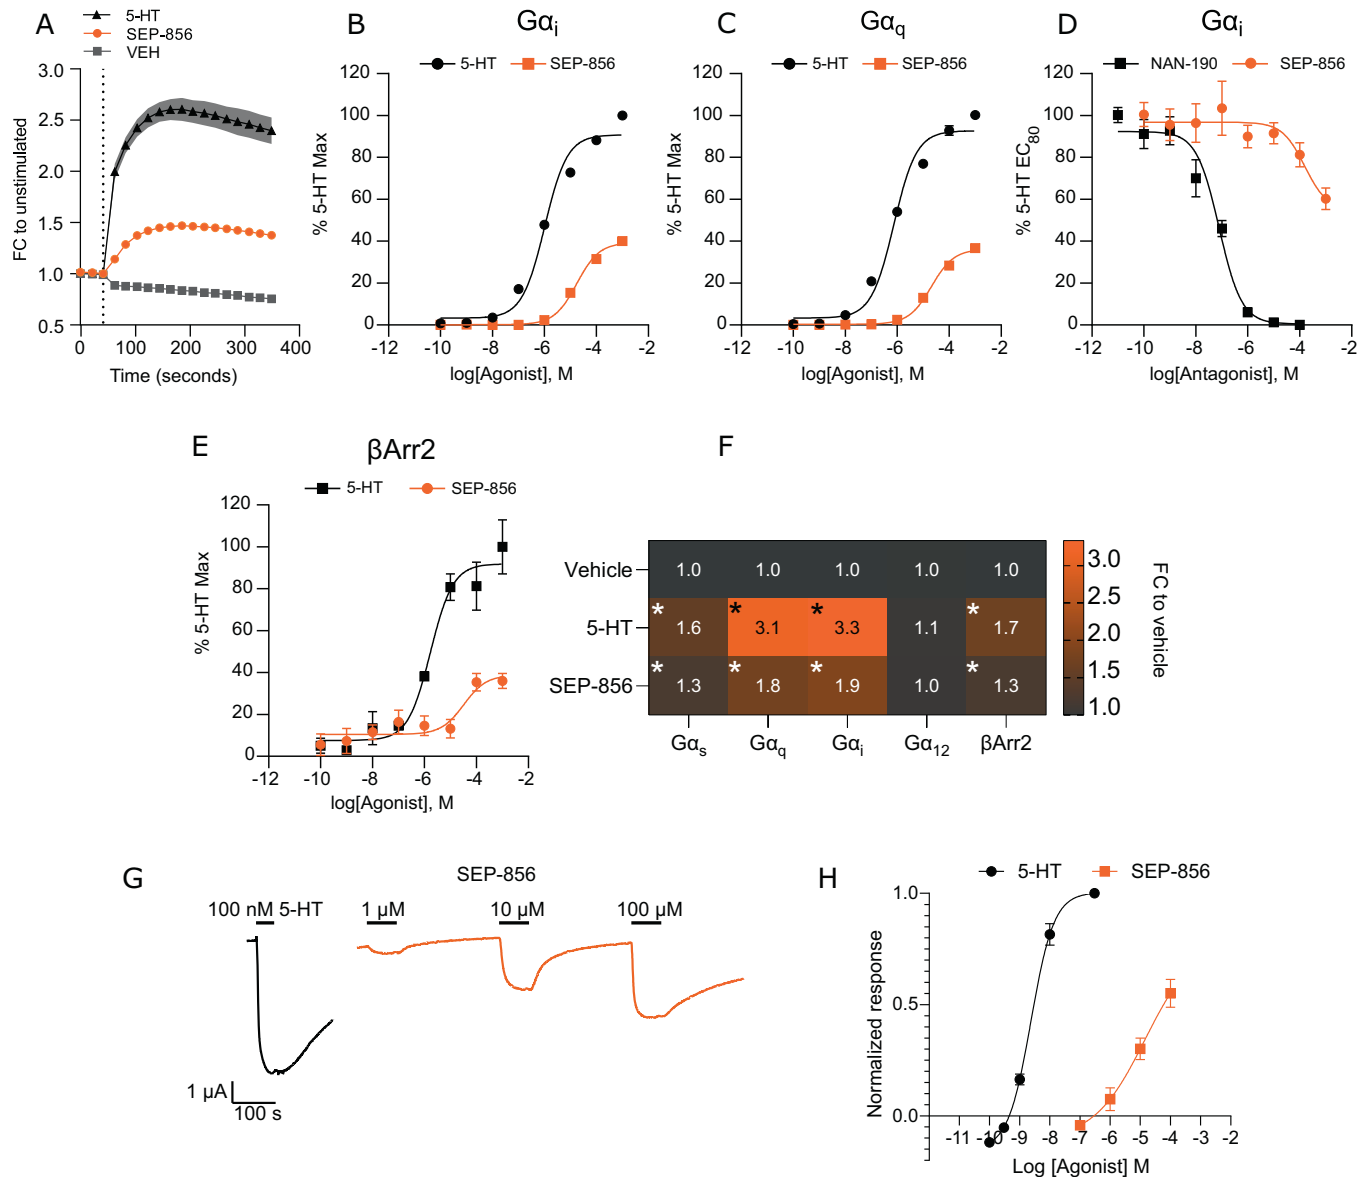 A
5-HT
SEP-856
VEH
FC to unstimulated
3.0
2.5
2.0
1.5
1.0
0.5
0 100 200 300 400
Time (seconds)
B
Gαi
5-HT SEP-856
% 5-HT Max
120
100
80
60
40
20
0
-12 -10 -8 -6 -4 -2
log[Agonist], M
C
Gαq
5-HT SEP-856
% 5-HT Max
120
100
80
60
40
20
0
-12 -10 -8 -6 -4 -2
log[Agonist], M
D
Gαi
NAN-190 SEP-856
% 5-HT EC80
120
100
80
60
40
20
0
-12 -10 -8 -6 -4 -2
log[Antagonist], M
E
βArr2
5-HT SEP-856
% 5-HT Max
120
100
80
60
40
20
0
-12 -10 -8 -6 -4 -2
log[Agonist], M
F
Vehicle 1.0 1.0 1.0 1.0 1.0
5-HT * 1.6 * 3.1 * 3.3 1.1 * 1.7
SEP-856 * 1.3 * 1.8 * 1.9 1.0 * 1.3
Gαs Gαq Gαi Gα12 βArr2
3.0
2.5
2.0
1.5
1.0
FC to vehicle
G
SEP-856
100 nM 5-HT 1 μM 10 μM 100 μM
1 μA
100 s
H
5-HT SEP-856
Normalized response
1.0
0.5
0.0
-11 -10 -9 -8 -7 -6 -5 -4 -3 -2
Log [Agonist] M